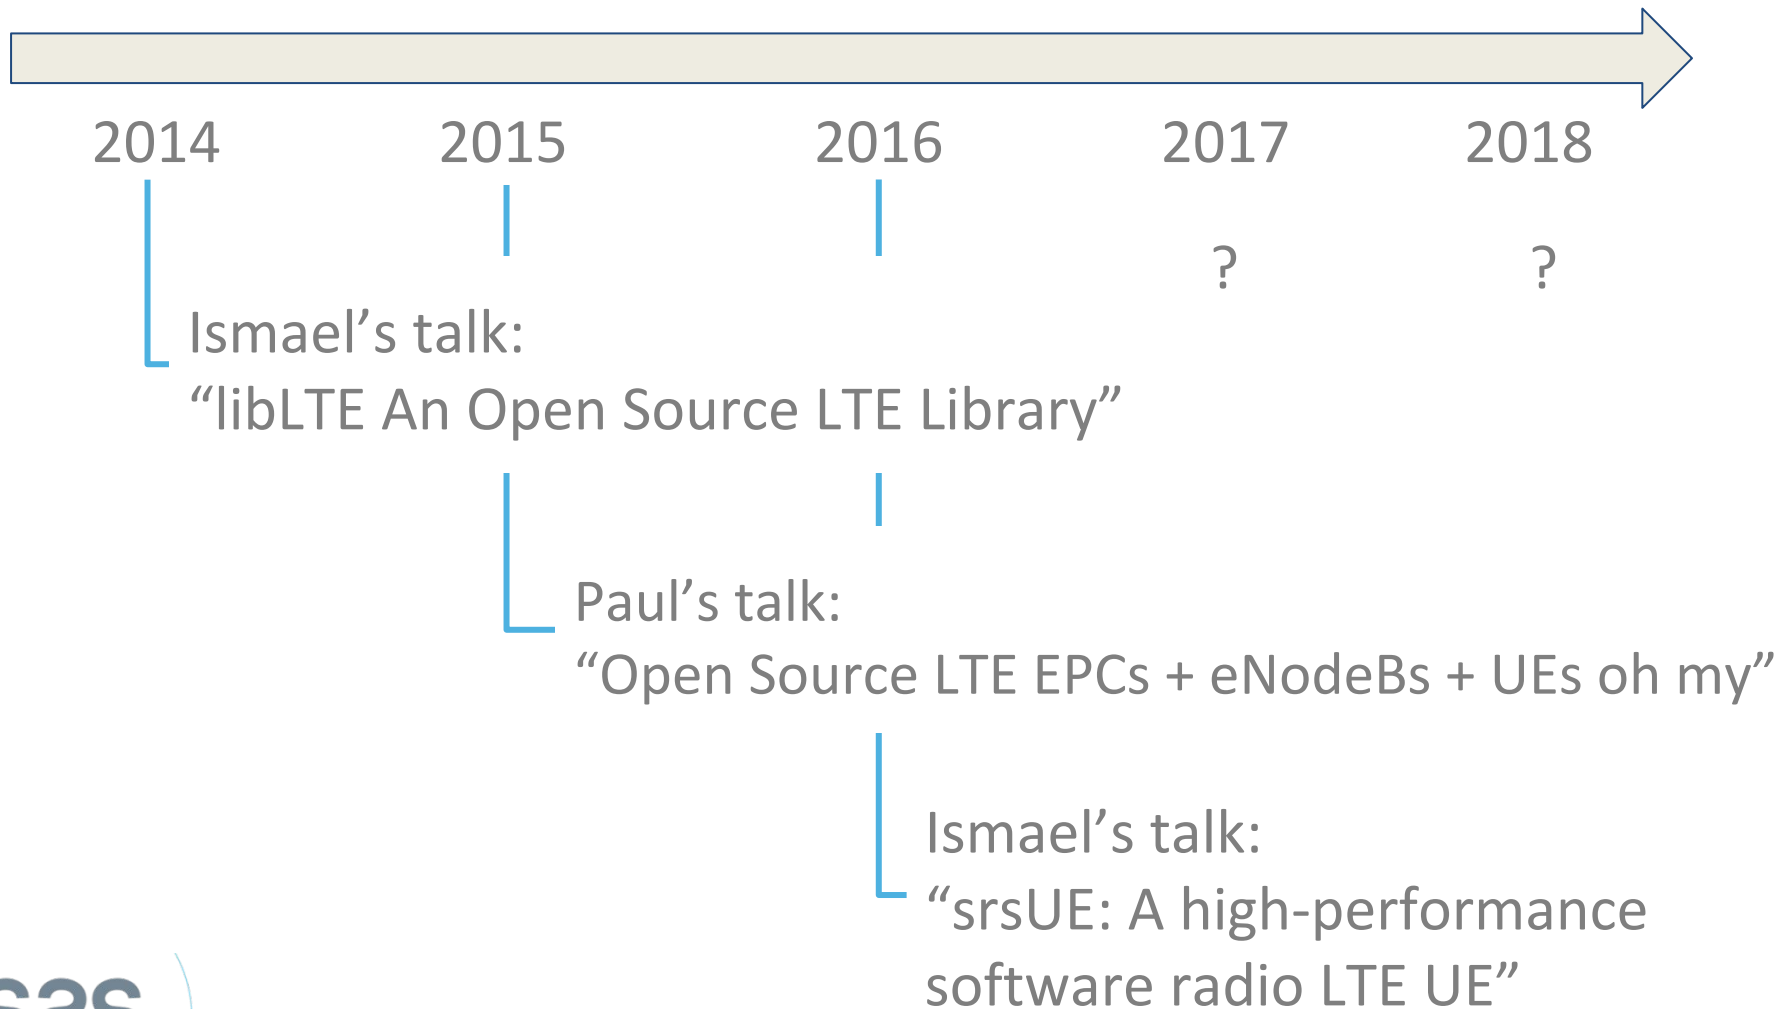 2014 2015 2016 2017 2018
? ?
Ismael’s talk:
“libLTE An Open Source LTE Library”
Paul’s talk:
“Open Source LTE EPCs + eNodeBs + UEs oh my”
Ismael’s talk:
“srsUE: A high-performance
software radio LTE UE”